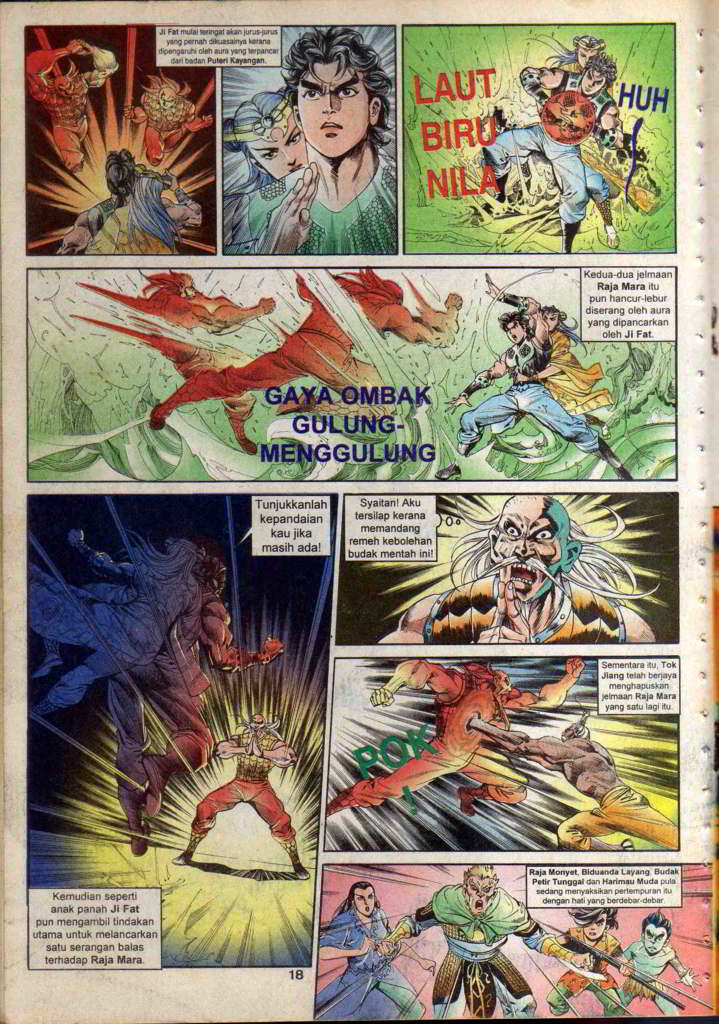 Ji Fat mulai teringat akan jurus-jurus
yang pernah dikuasainya kerana
dipengaruhi oleh aura yang terpancar
dari badan Puteri Kayangan.
LAUT
BIRU
NILA
HUH
Kedua-dua jelmaan
Raja Mara itu
pun hancur-lebur
diserang oleh aura
yang dipancarkan
oleh Ji Fat.
GAYA OMBAK
GULUNG-
MENGGULUNG
Tunjukkanlah
kepandaian
kau jika
masih ada!
Syaitan! Aku
tersilap kerana
memandang
remeh kebolehan
budak mentah ini!
Sementara itu, Tok
Jiang telah berjaya
menghapuskan
jelmaan Raja Mara
yang satu lagi itu.
POK
!
Kemudian seperti
anak panah Ji Fat
pun mengambil tindakan
utama untuk melancarkan
satu serangan balas
terhadap Raja Mara.
Raja Monyet, Biduanda Layang, Budak
Petir Tunggal dan Harimau Muda pula
sedang menyaksikan pertempuran itu
dengan hati yang berdebar-debar.
18